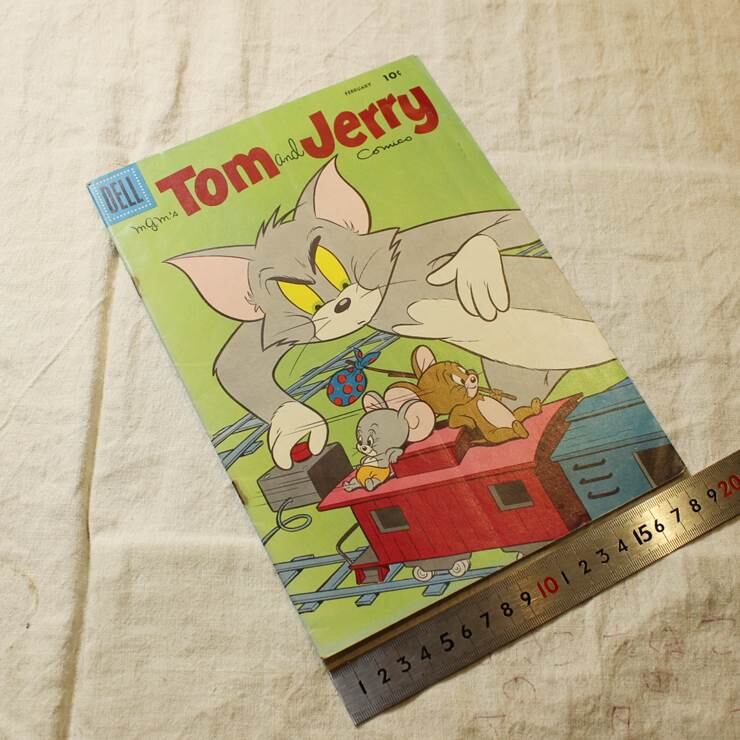 FEBRUARY 10¢
DELL
MGM's
Tom and Jerry
Comics
1 2 3 4 5 6 7 8 9 10 1 2 3 4 15 6 7 8 9 20